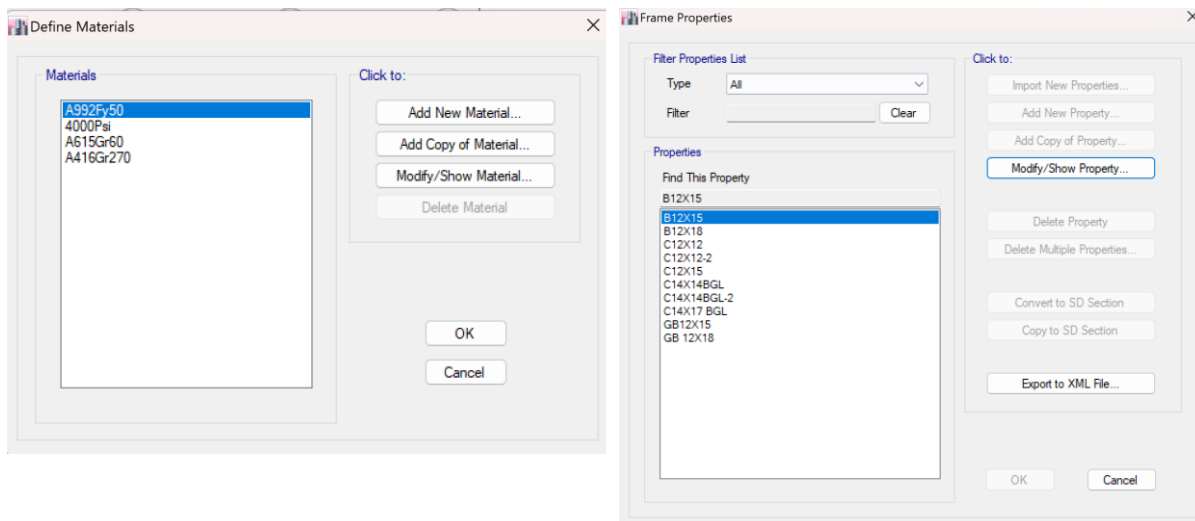 Define Materials
Materials
A992Fy50
4000Psi
A615Gr60
A416Gr270
Click to:
Add New Material...
Add Copy of Material...
Modify/Show Material...
Delete Material
OK
Cancel
Frame Properties
Filter Properties List
Type All
Filter Clear
Properties
Find This Property
B12X15
B12X15
B12X18
C12X12
C12X12-2
C12X15
C14X14BGL
C14X14BGL-2
C14X17 BGL
GB12X15
GB 12X18
Click to:
Import New Properties...
Add New Property...
Add Copy of Property...
Modify/Show Property...
Delete Property
Delete Multiple Properties...
Convert to SD Section
Copy to SD Section
Export to XML File...
OK
Cancel